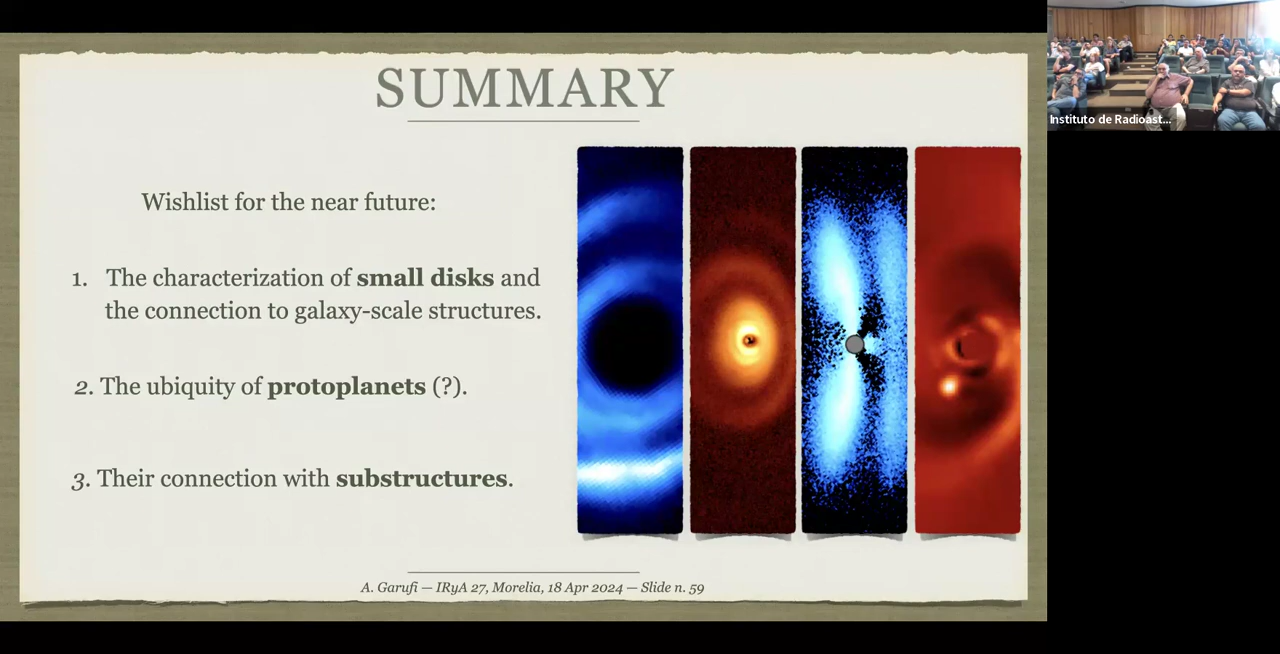 SUMMARY
Wishlist for the near future:
1. The characterization of small disks and
the connection to galaxy-scale structures.
2. The ubiquity of protoplanets (?).
3. Their connection with substructures.
A. Garufi — IRyA 27, Morelia, 18 Apr 2024 — Slide n. 59
Instituto de Radioast...